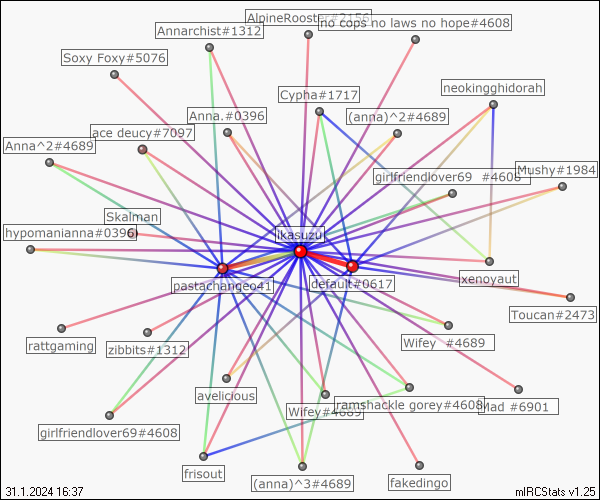 AlpineRooster#2156
no cops no laws no hope#4608
Annarchist#1312
Soxy Foxy#5076
neokingghidorah
Cypha#1717
Anna.#0396
(anna)^2#4689
ace deucy#7097
Anna^2#4689
Mushy#1984
girlfriendlover69 #4608
Skalman
hypomanianna#0396
ikasuzu
xenoyaut
pastachangeo41
default#0617
Toucan#2473
Wifey #4689
rattgaming
zibbits#1312
avelicious
ramshackle gorey#4608
Mad #6901
Wifey#4689
girlfriendlover69#4608
frisout
(anna)^3#4689
fakedingo
31.1.2024 16:37
mIRCStats v1.25